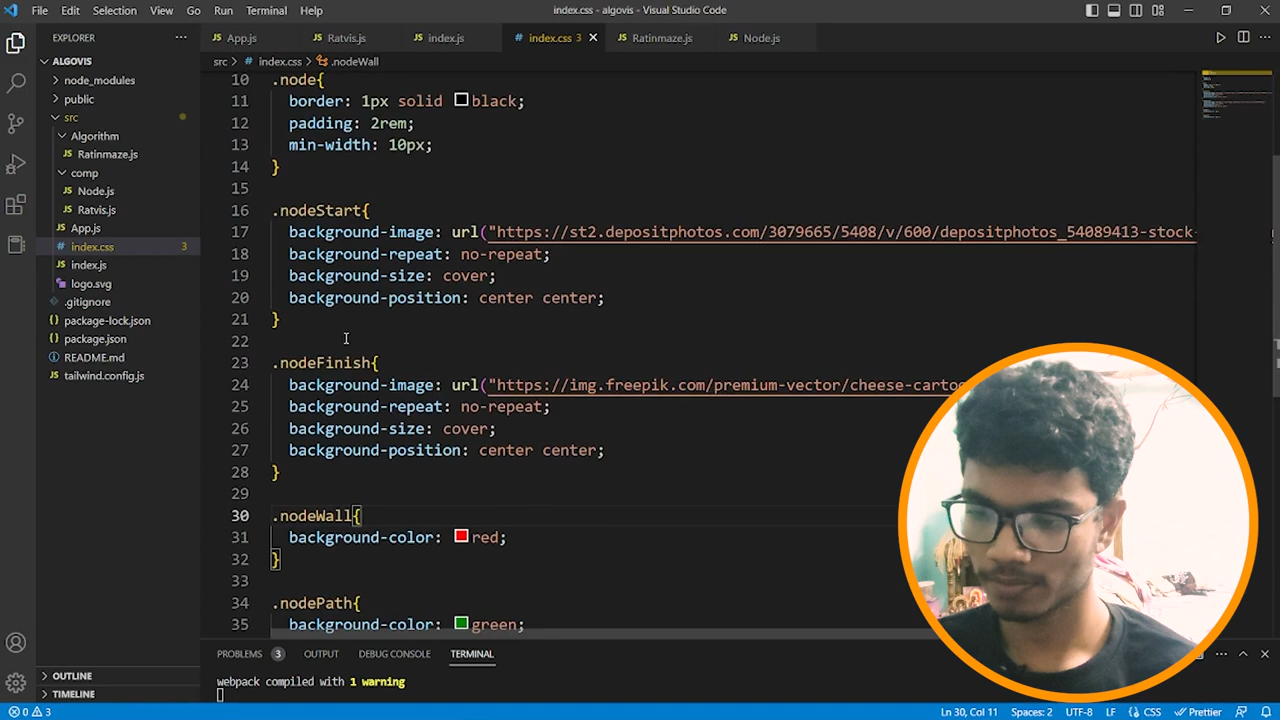 File Edit Selection View Go Run Terminal Help
index.css - algovis - Visual Studio Code
EXPLORER
App.js Ratvis.js index.js index.css 3 Ratinmaze.js Node.js
src > index.css > .nodeWall
ALGOVIS
node_modules
public
src
Algorithm
Ratinmaze.js
comp
Node.js
Ratvis.js
App.js
index.css 3
index.js
logo.svg
.gitignore
package-lock.json
package.json
README.md
tailwind.config.js
OUTLINE
TIMELINE
10 .node{
11 border: 1px solid black;
12 padding: 2rem;
13 min-width: 10px;
14 }
15
16 .nodeStart{
17 background-image: url("https://st2.depositphotos.com/3079665/5408/v/600/depositphotos_54089413-stock-
18 background-repeat: no-repeat;
19 background-size: cover;
20 background-position: center center;
21 }
22
23 .nodeFinish{
24 background-image: url("https://img.freepik.com/premium-vector/cheese-cartoo
25 background-repeat: no-repeat;
26 background-size: cover;
27 background-position: center center;
28 }
29
30 .nodeWall{
31 background-color: red;
32 }
33
34 .nodePath{
35 background-color: green;
PROBLEMS 3 OUTPUT DEBUG CONSOLE TERMINAL
webpack compiled with 1 warning
0 3
Ln 30, Col 11 Spaces: 2 UTF-8 LF {} CSS Prettier